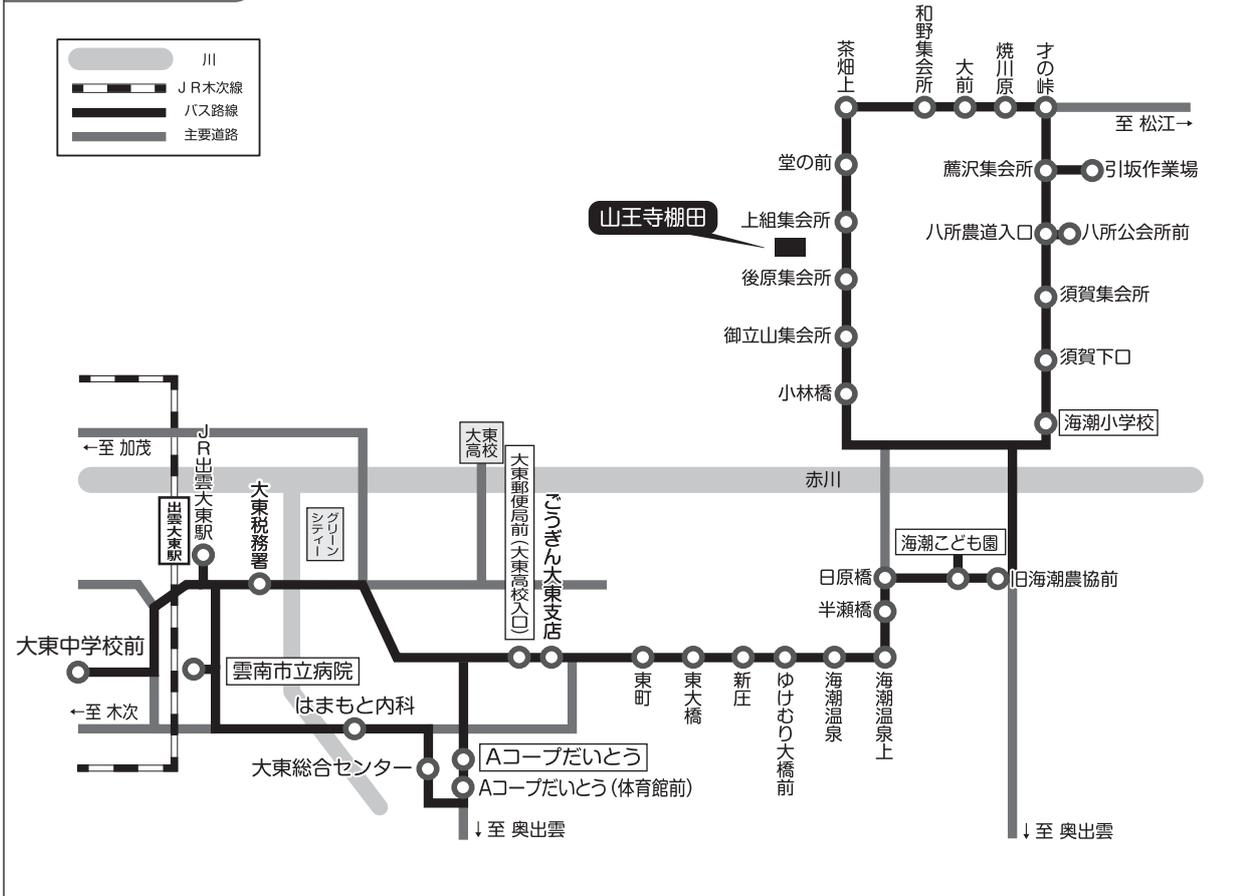 川
ＪＲ木次線
バス路線
主要道路
茶畑上
和野集会所
大前
焼川原
才の峠
至 松江→
堂の前
薦沢集会所
引坂作業場
山王寺棚田
上組集会所
八所農道入口
八所公会所前
後原集会所
須賀集会所
御立山集会所
須賀下口
小林橋
海潮小学校
←至 加茂
ＪＲ出雲大東駅
大東
高校
赤川
出雲大東駅
大東税務署
グリーン
シティー
大東郵便局前（大東高校入口）
ごうぎん大東支店
海潮こども園
日原橋
旧海潮農協前
半瀬橋
大東中学校前
雲南市立病院
東町
東大橋
新庄
ゆけむり大橋前
海潮温泉
海潮温泉上
←至 木次
はまもと内科
大東総合センター
Aコープだいとう
Aコープだいとう（体育館前）
↓至 奥出雲
↓至 奥出雲